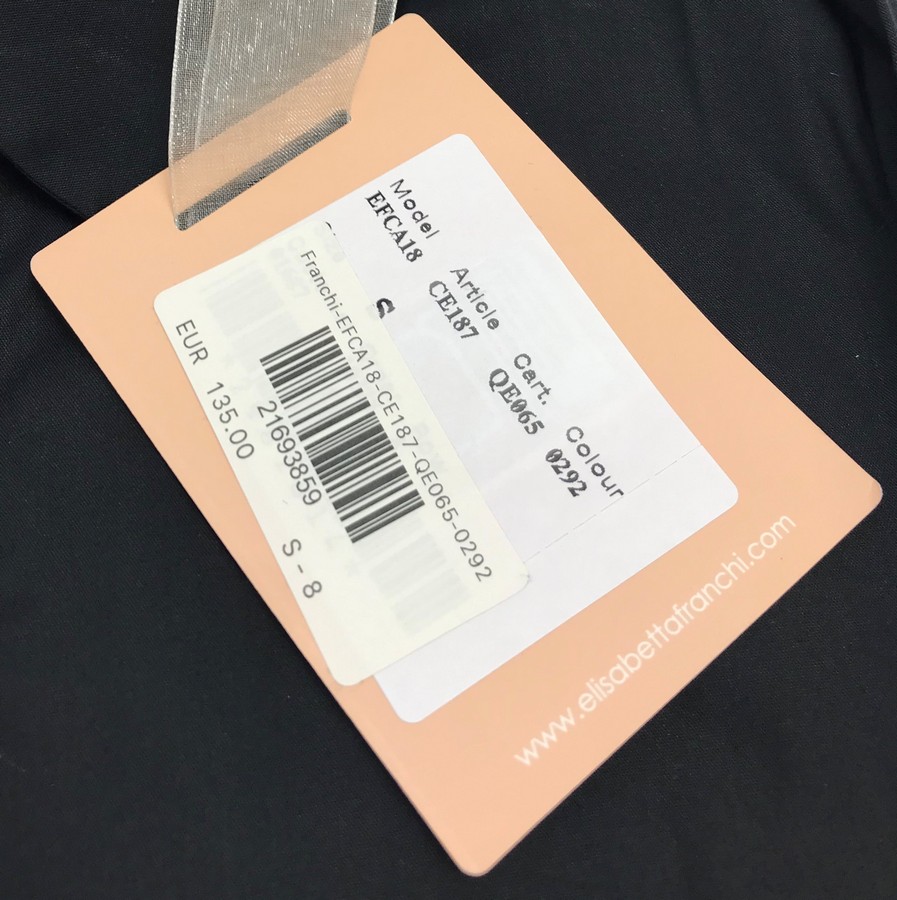 Model Article Cart. Colour
EFCA18 CE187 QE065 0292
S
Franchi-EFCA18-CE187-QE065-0292
21693859
EUR 135.00 S - 8
www.elisabettafranchi.com